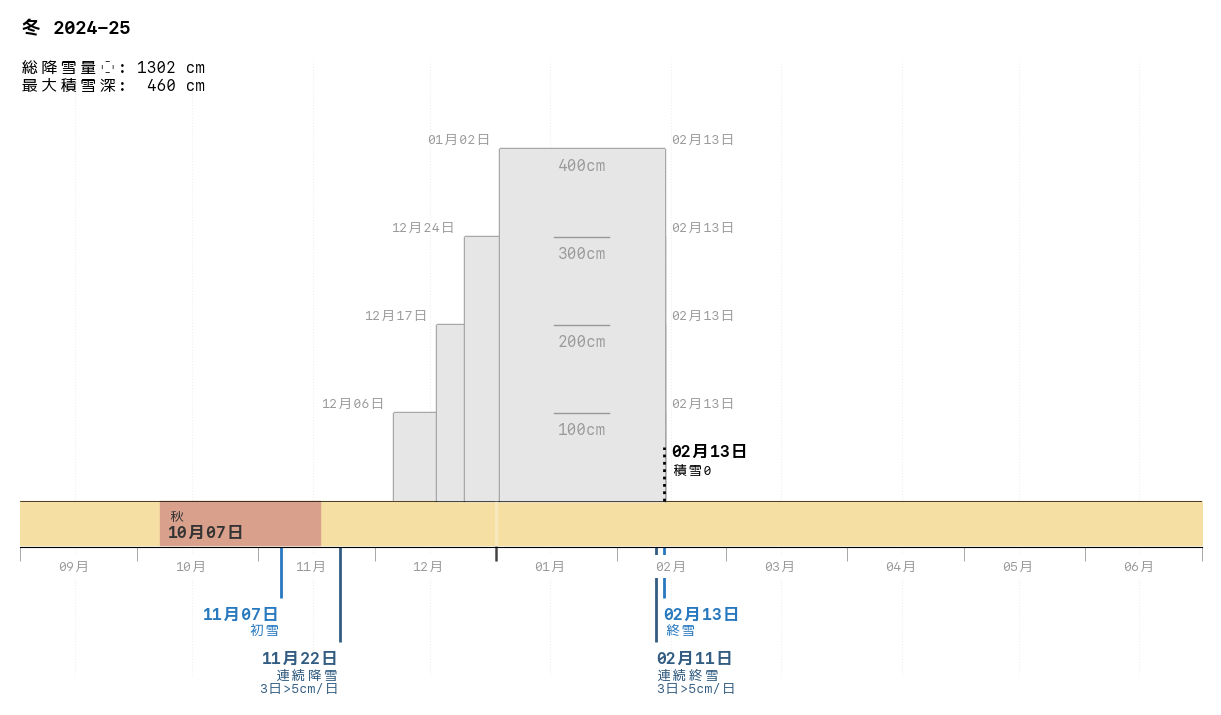 冬 2024-25
総降雪量: 1302 cm
最大積雪深: 460 cm
01月02日
02月13日
400cm
12月24日
02月13日
300cm
12月17日
02月13日
200cm
12月06日
02月13日
100cm
02月13日
積雪0
秋
10月07日
09月
10月
11月
12月
01月
02月
03月
04月
05月
06月
11月07日
初雪
02月13日
終雪
11月22日
連続降雪
3日>5cm/日
02月11日
連続終雪
3日>5cm/日